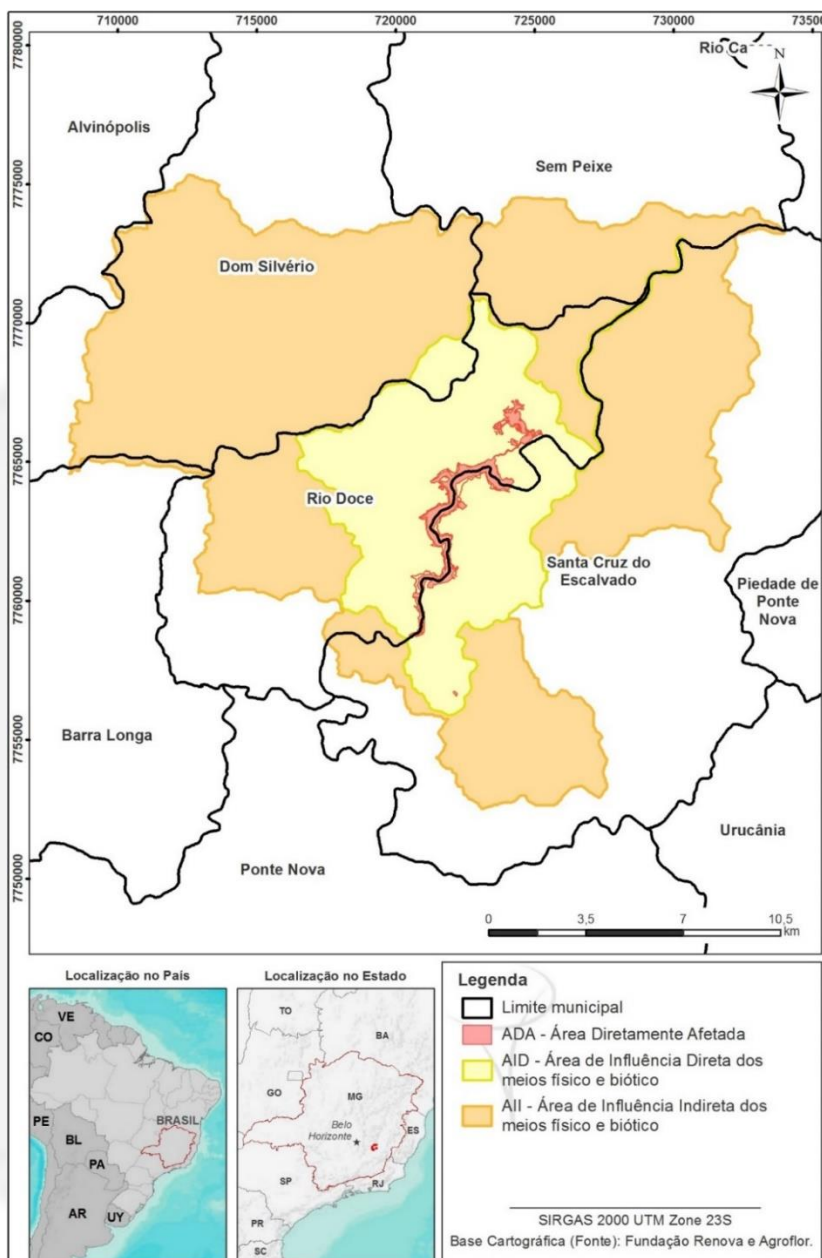 710000
715000
720000
725000
730000
73500
7780000
7775000
7770000
7765000
7760000
7755000
7750000
Rio Ca
N
Alvinópolis
Sem Peixe
Dom Silvério
Rio Doce
Santa Cruz do
Escalvado
Piedade de
Ponte
Nova
Barra Longa
Urucânia
Ponte Nova
0
3,5
7
10,5
km
Localização no País
VE
CO
PE
BRASIL
BL
PA
AR
UY
Localização no Estado
TO
BA
GO
MG
Belo
Horizonte
ES
SP
RJ
PR
SC
Legenda
Limite municipal
ADA - Área Diretamente Afetada
AID - Área de Influência Direta dos
meios físico e biótico
AII - Área de Influência Indireta dos
meios físico e biótico
SIRGAS 2000 UTM Zone 23S
Base Cartográfica (Fonte): Fundação Renova e Agroflor.